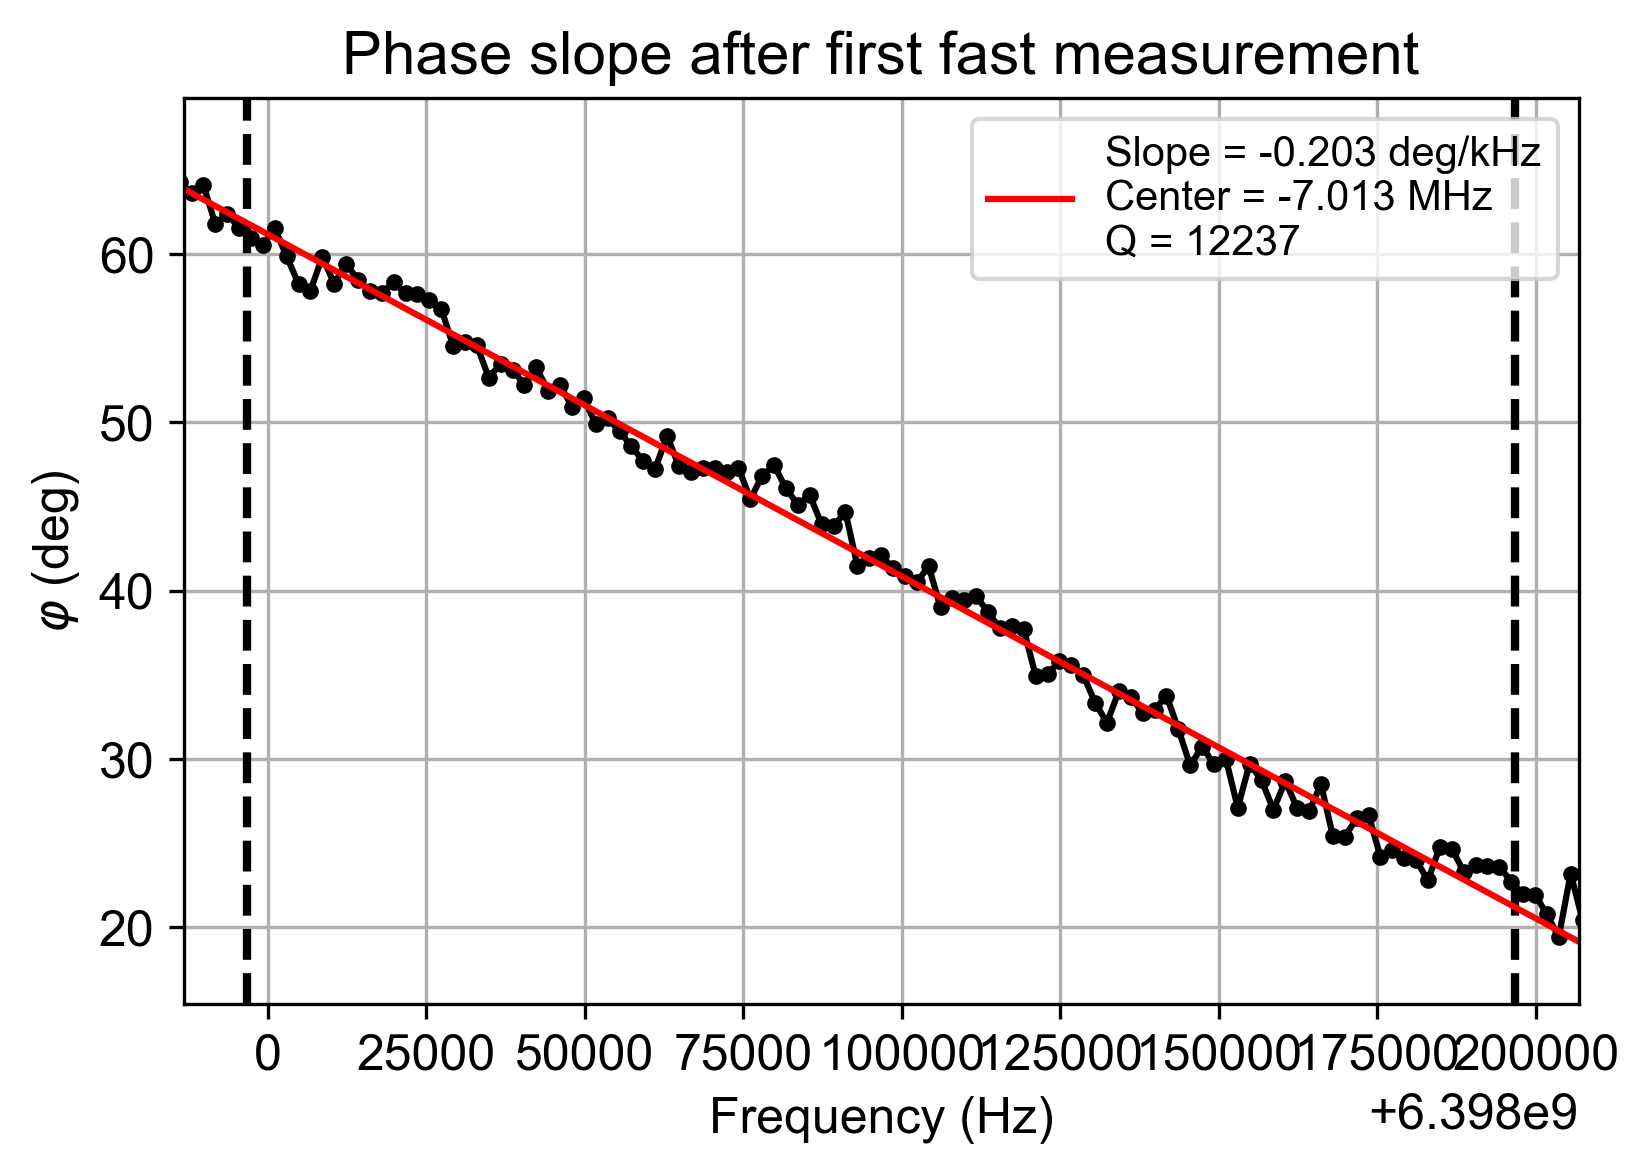 Phase slope after first fast measurement
Slope = -0.203 deg/kHz
Center = -7.013 MHz
Q = 12237
60
50
40
30
20
φ (deg)
0 25000 50000 75000 100000 125000 150000 175000 200000
Frequency (Hz)
+6.398e9